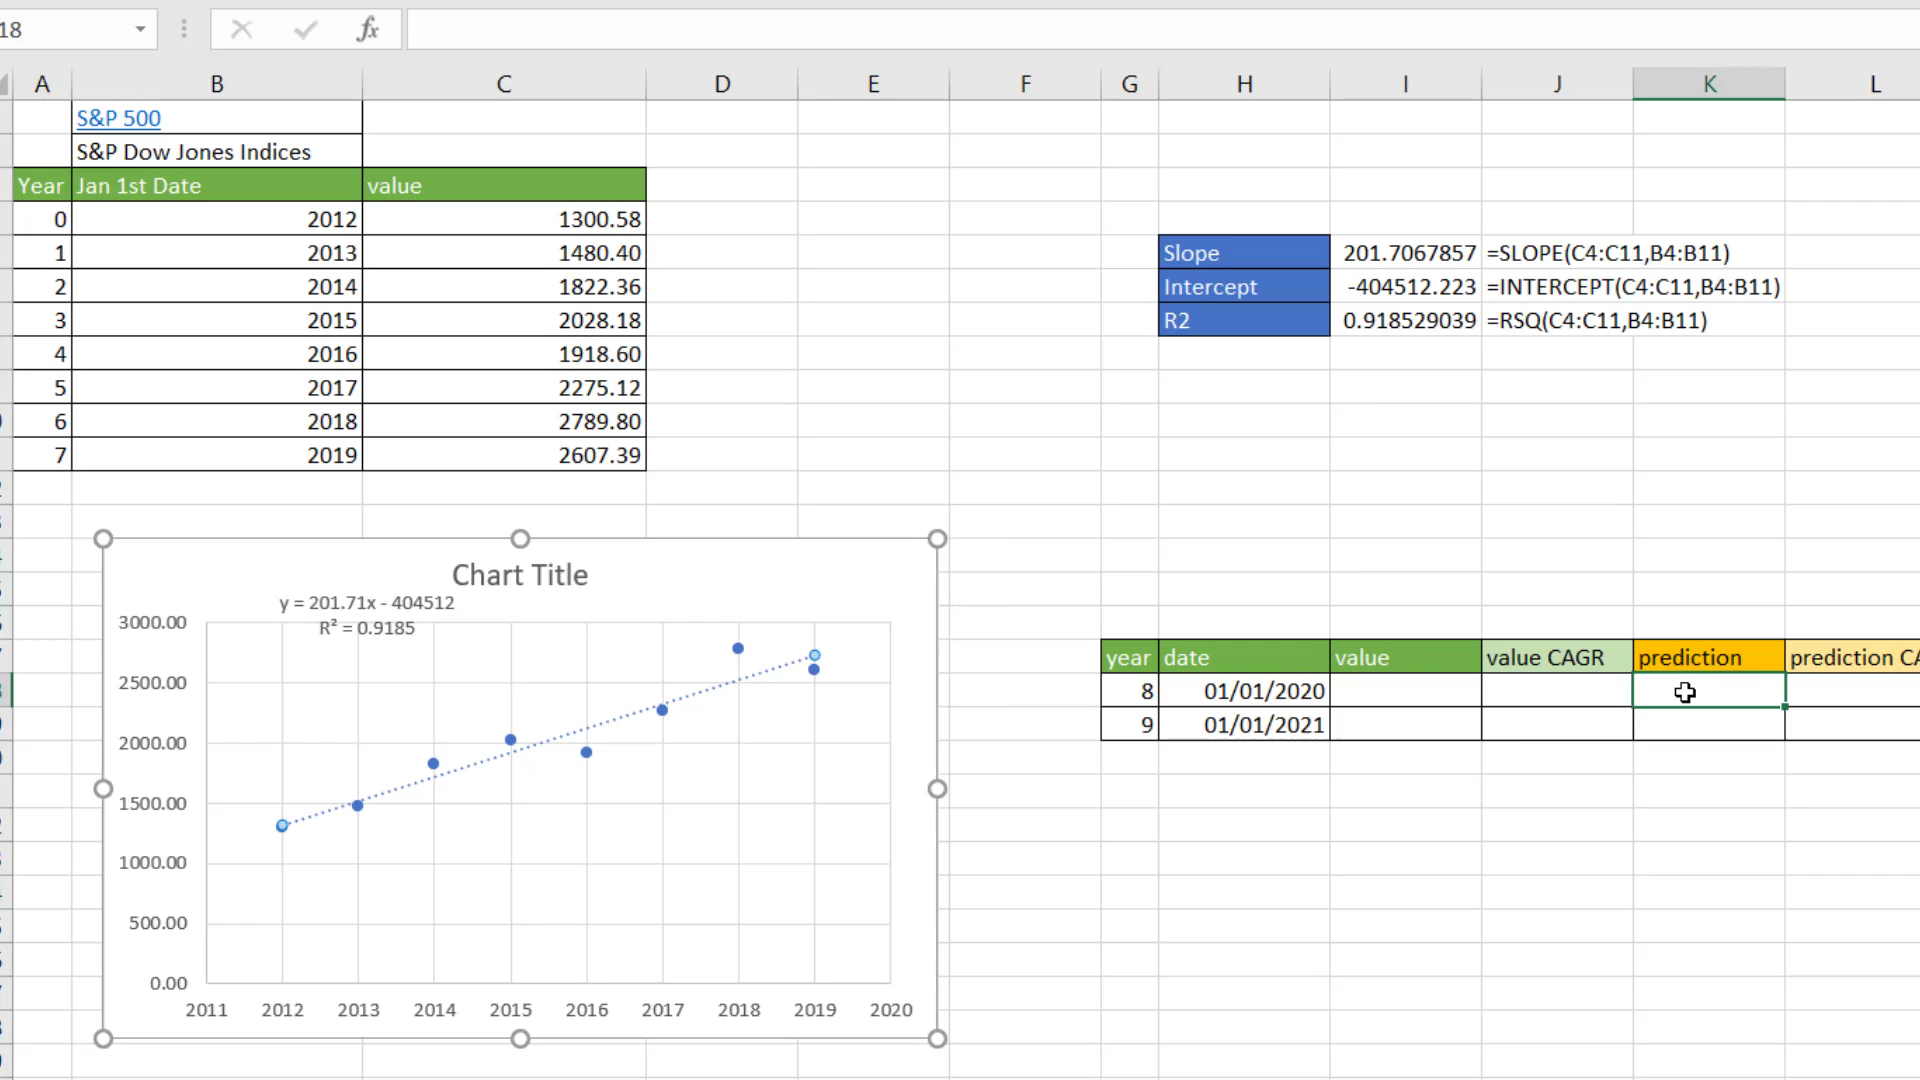 18 fx
A B C D E F G H I J K L
S&P 500
S&P Dow Jones Indices
Year Jan 1st Date value
0 2012 1300.58
1 2013 1480.40
2 2014 1822.36
3 2015 2028.18
4 2016 1918.60
5 2017 2275.12
6 2018 2789.80
7 2019 2607.39
Slope 201.7067857 =SLOPE(C4:C11,B4:B11)
Intercept -404512.223 =INTERCEPT(C4:C11,B4:B11)
R2 0.918529039 =RSQ(C4:C11,B4:B11)
Chart Title
y = 201.71x - 404512
R² = 0.9185
3000.00
2500.00
2000.00
1500.00
1000.00
500.00
0.00
2011 2012 2013 2014 2015 2016 2017 2018 2019 2020
year date value value CAGR prediction prediction CA
8 01/01/2020
9 01/01/2021